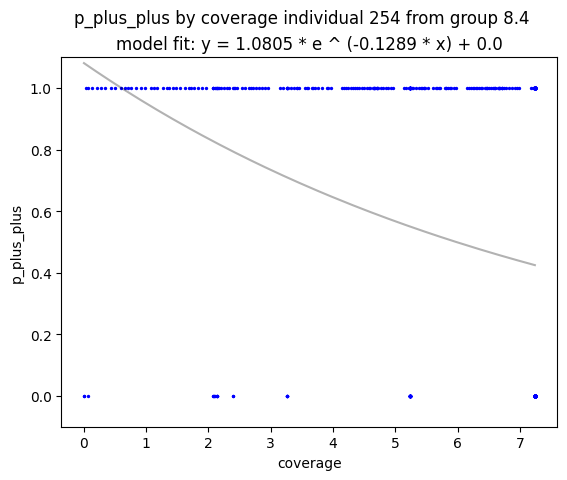 p_plus_plus by coverage individual 254 from group 8.4
model fit: y = 1.0805 * e ^ (-0.1289 * x) + 0.0
1.0
0.8
0.6
0.4
0.2
0.0
p_plus_plus
0 1 2 3 4 5 6 7
coverage